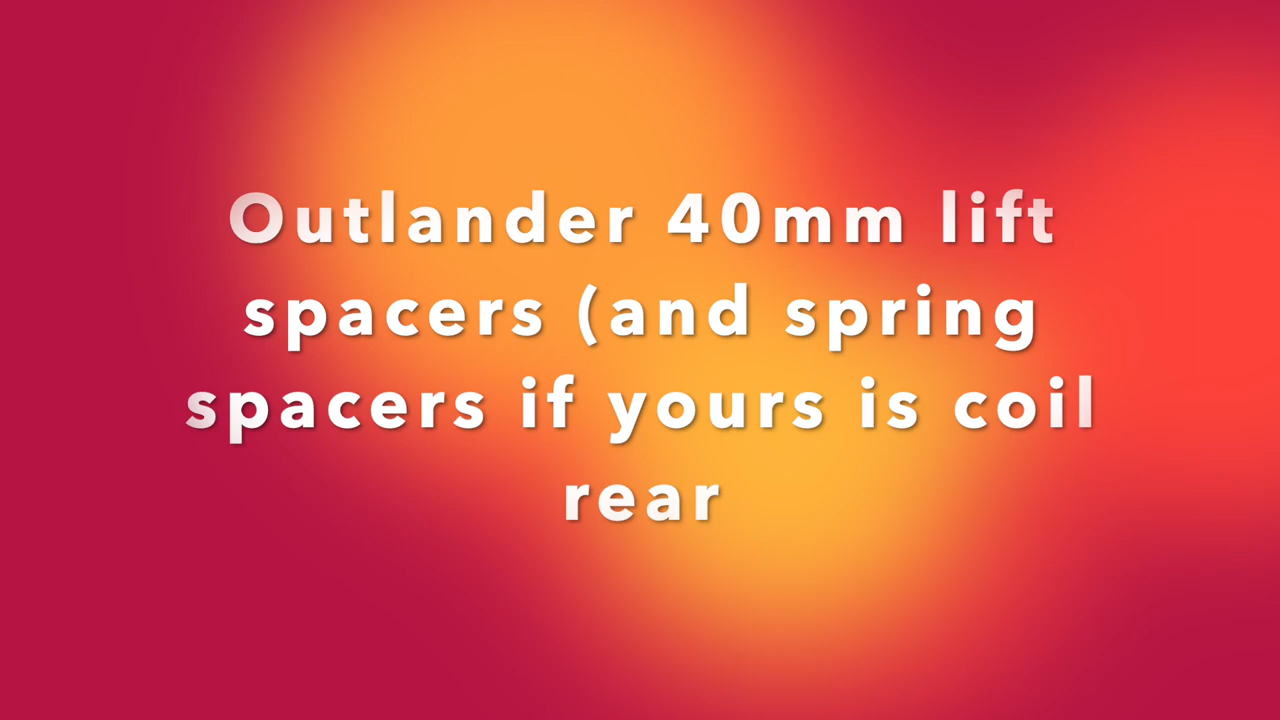 Outlander 40mm lift
spacers (and spring
spacers if yours is coil
rear